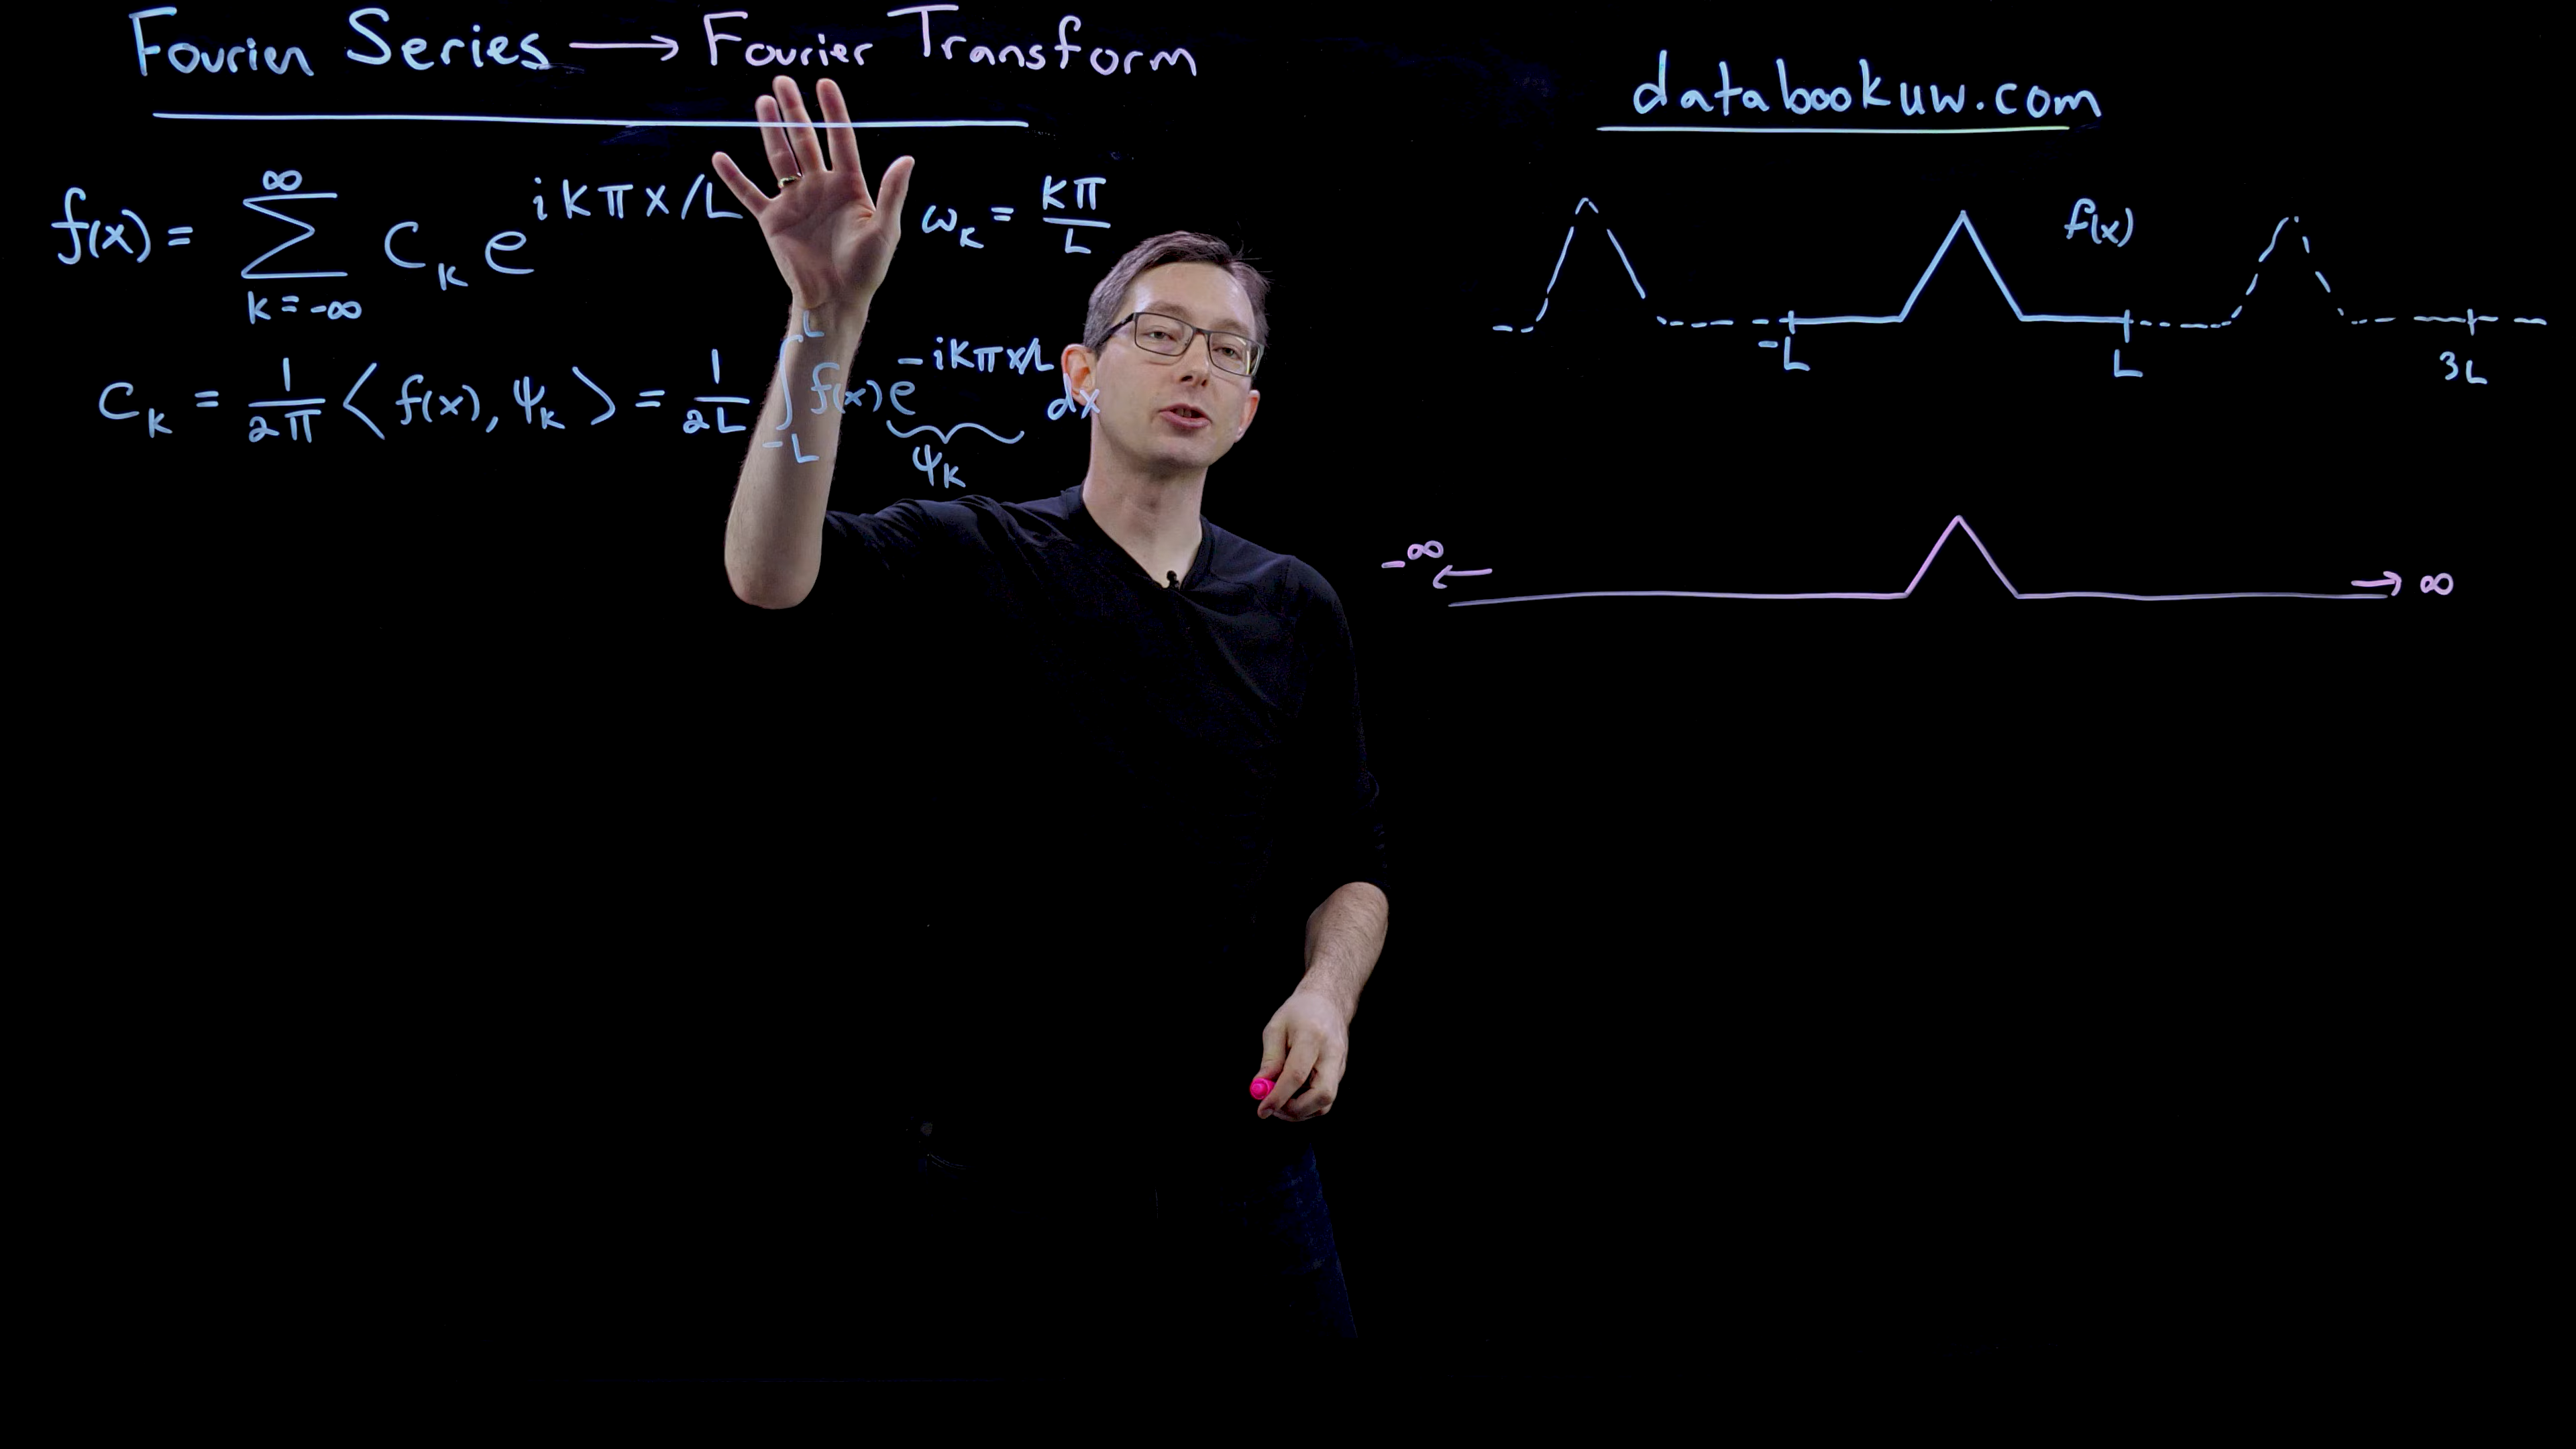 Fourier Series → Fourier Transform
f(x) = ∑_{k=-∞}^{∞} C_k e^{ikπx/L} ω_k = kπ/L
C_k = 1/2π ⟨f(x), ψ_k⟩ = 1/2L ∫_{-L}^{L} f(x) e^{-ikπx/L} dx
ψ_k
databookuw.com
f(x)
-L L 3L
-∞ ← → ∞